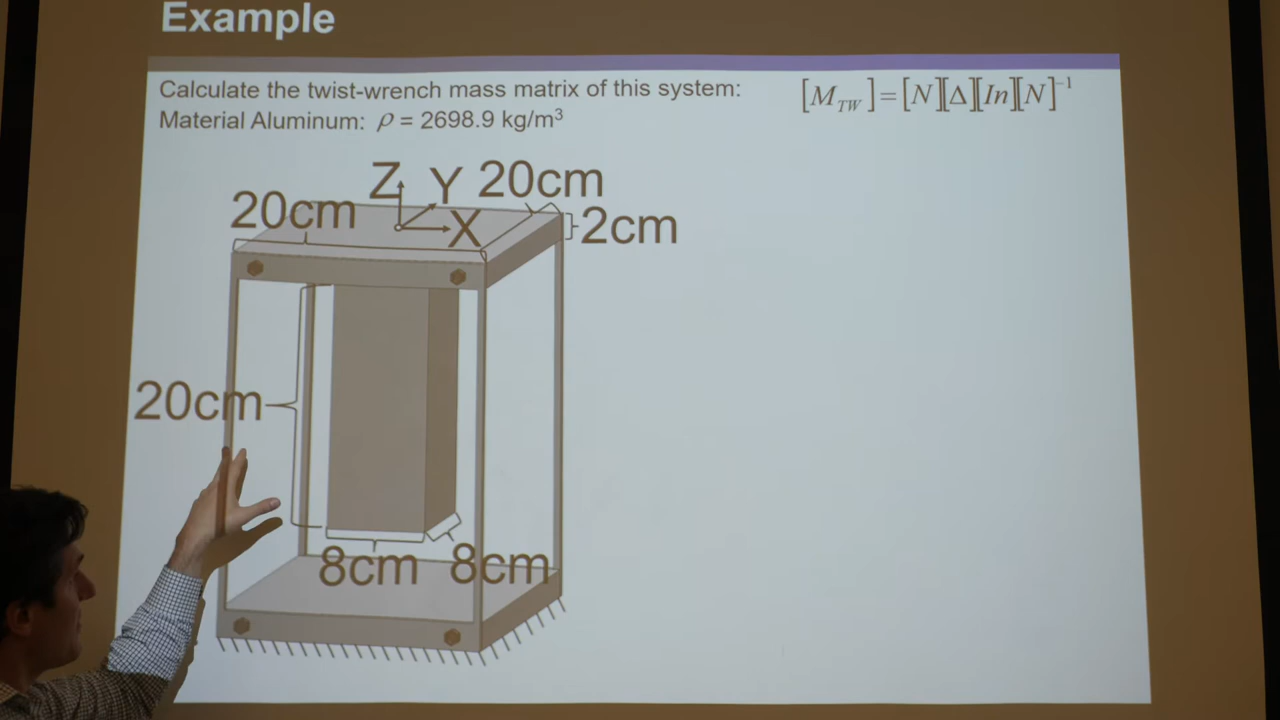 Example
Calculate the twist-wrench mass matrix of this system:
[M_TW]=[N][Δ][In][N]⁻¹
Material Aluminum: ρ = 2698.9 kg/m³
Z Y 20cm
20cm X 2cm
20cm
8cm 8cm